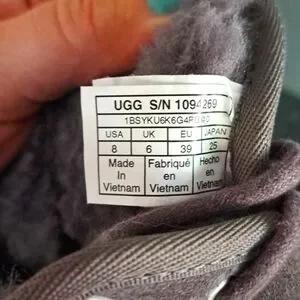 UGG S/N 1094269
USA UK EU JAPAN
8 6 39 25
Made Fabriqué Hecho
In en en
Vietnam Vietnam Vietnam